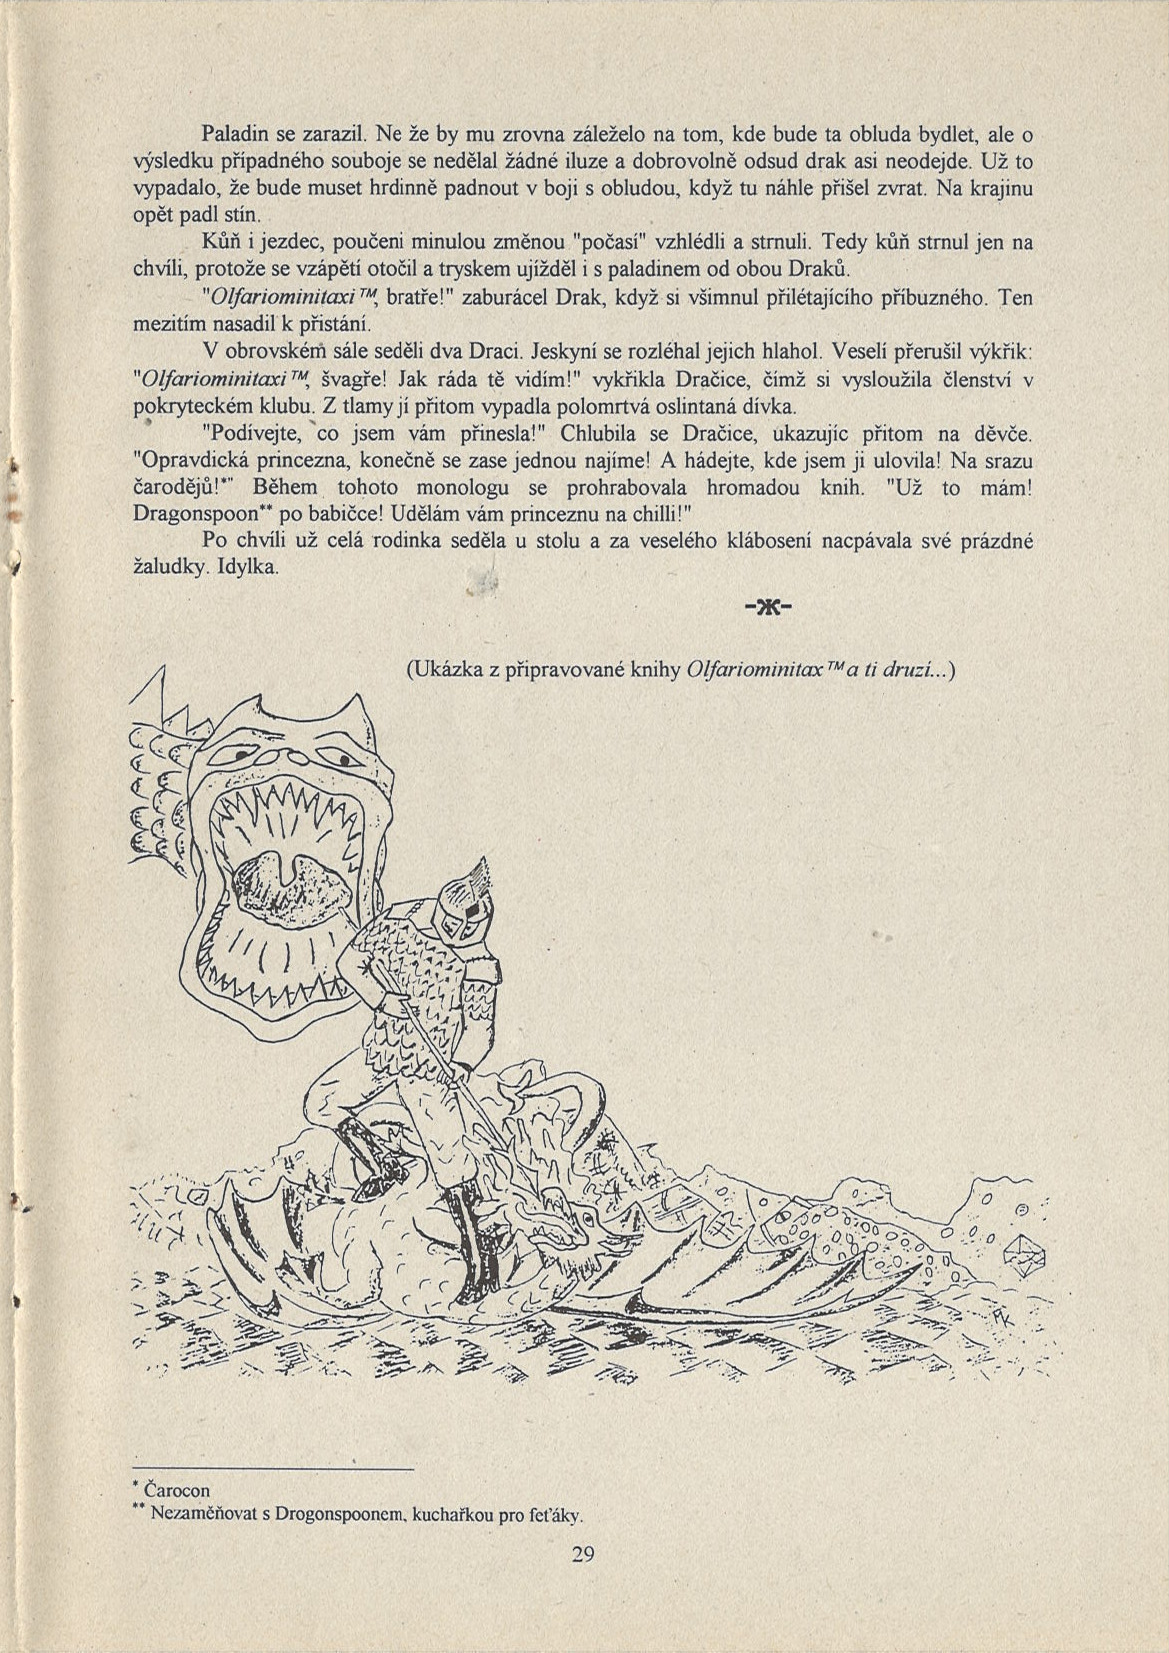 Paladin se zarazil. Ne že by mu zrovna záleželo na tom, kde bude ta obluda bydlet, ale o
výsledku případného souboje se nedělal žádné iluze a dobrovolně odsud drak asi neodejde. Už to
vypadalo, že bude muset hrdinně padnout v boji s obludou, když tu náhle přišel zvrat. Na krajinu
opět padl stín.
Kůň i jezdec, poučeni minulou změnou "počasí" vzhlédli a strnuli. Tedy kůň strnul jen na
chvíli, protože se vzápětí otočil a tryskem ujížděl i s paladinem od obou Draků.
"Olfariominitaxi™, bratře!" zaburácel Drak, když si všimnul přilétajícího příbuzného. Ten
mezitím nasadil k přistání.
V obrovském sále seděli dva Draci. Jeskyní se rozléhal jejich hlahol. Veselí přerušil výkřik:
"Olfariominitaxi™, švagře! Jak ráda tě vidím!" vykřikla Dračice, čímž si vysloužila členství v
pokryteckém klubu. Z tlamy jí přitom vypadla polomrtvá oslintaná dívka.
"Podívejte, co jsem vám přinesla!" Chlubila se Dračice, ukazujíc přitom na děvče.
"Opravdická princezna, konečně se zase jednou najíme! A hádejte, kde jsem ji ulovila! Na srazu
čarodějů!*" Během tohoto monologu se prohrabovala hromadou knih. "Už to mám!
Dragonspoon** po babičce! Udělám vám princeznu na chilli!"
Po chvíli už celá rodinka seděla u stolu a za veselého klábosení nacpávala své prázdné
žaludky. Idylka.
-Ж-
(Ukázka z připravované knihy Olfariominitax™ a ti druzí...)
PK
* Čarocon
** Nezaměňovat s Drogonspoonem, kuchařkou pro feťáky.
29